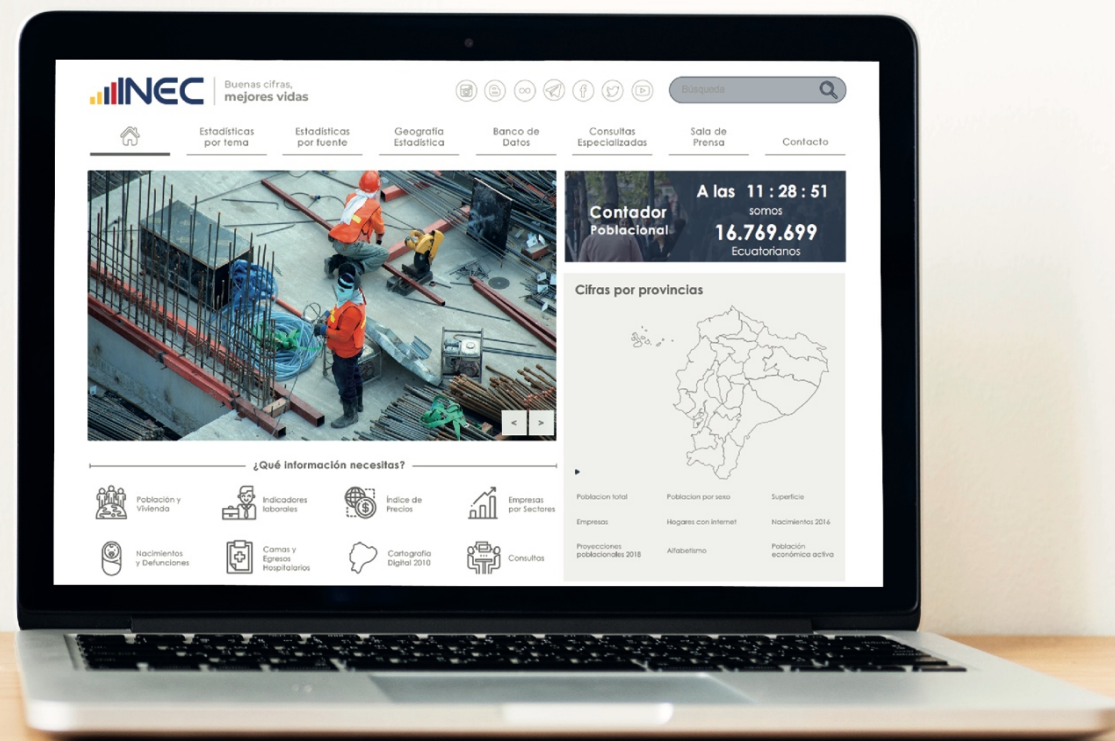 INEC
Buenas cifras,
mejores vidas
Búsqueda
Estadísticas
por tema
Estadísticas
por fuente
Geografía
Estadística
Banco de
Datos
Consultas
Especializadas
Sala de
Prensa
Contacto
Contador
Poblacional
A las 11 : 28 : 51
somos
16.769.699
Ecuatorianos
< >
Cifras por provincias
Poblacion total
Poblacion por sexo
Superficie
Empresas
Hogares con internet
Nacimientos 2016
Proyecciones
poblacionales 2018
Alfabetismo
Población
económica activa
¿Qué información necesitas?
Población y
Vivienda
Indicadores
laborales
Índice de
Precios
Empresas
por Sectores
Nacimientos
y Defunciones
Camas y
Egresos
Hospitalarios
Cartografía
Digital 2010
Consultas